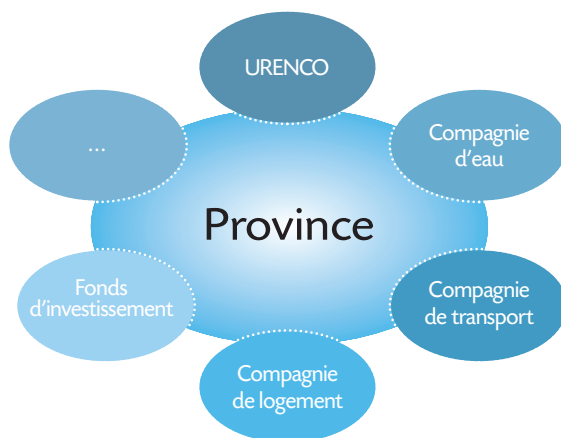 URENCO
...
Compagnie
d'eau
Province
Fonds
d'investissement
Compagnie
de transport
Compagnie
de logement